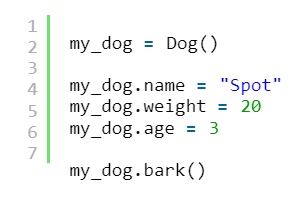 1
2 my_dog = Dog()
3
4 my_dog.name = "Spot"
5 my_dog.weight = 20
6 my_dog.age = 3
7
my_dog.bark()